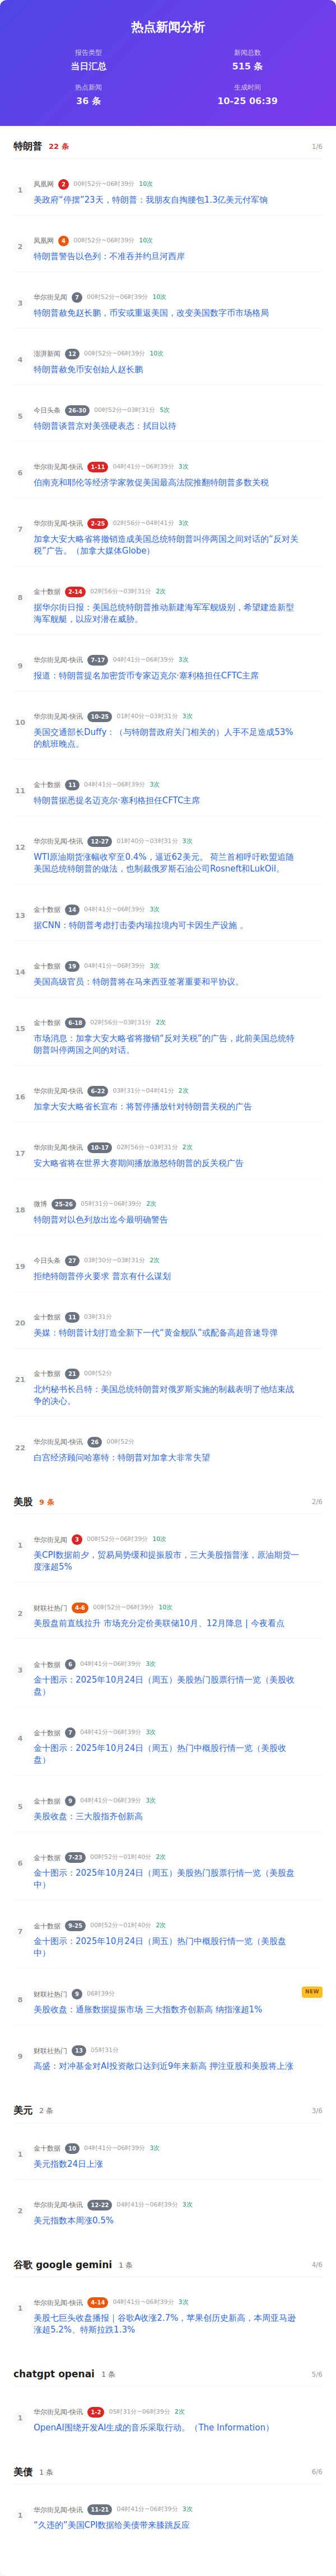 热点新闻分析
报告类型
新闻总数
当日汇总
515 条
热点新闻
生成时间
36 条
10-25 06:39
特朗普 22 条 1/6
1
凤凰网 2 00时52分~06时39分 10次
美政府“停摆”23天，特朗普：我朋友自掏腰包1.3亿美元付军饷
2
凤凰网 4 00时52分~06时39分 10次
特朗普警告以色列：不准吞并约旦河西岸
3
华尔街见闻 7 00时52分~06时39分 10次
特朗普赦免赵长鹏，币安或重返美国，改变美国数字币市场格局
4
澎湃新闻 12 00时52分~06时39分 10次
特朗普赦免币安创始人赵长鹏
5
今日头条 26-30 00时52分~03时31分 5次
特朗普谈普京对美强硬表态：拭目以待
6
华尔街见闻-快讯 1-11 04时41分~06时39分 3次
伯南克和耶伦等经济学家敦促美国最高法院推翻特朗普多数关税
7
华尔街见闻-快讯 2-25 02时56分~04时41分 3次
加拿大安大略省将撤销造成美国总统特朗普叫停两国之间对话的“反对关
税”广告。（加拿大媒体Globe）
8
金十数据 2-14 02时56分~03时31分 2次
据华尔街日报：美国总统特朗普推动新建海军军舰级别，希望建造新型
海军舰艇，以应对潜在威胁。
9
华尔街见闻-快讯 7-17 04时41分~06时39分 3次
报道：特朗普提名加密货币专家迈克尔·塞利格担任CFTC主席
10
华尔街见闻-快讯 10-25 01时40分~03时31分 3次
美国交通部长Duffy：（与特朗普政府关门相关的）人手不足造成53%
的航班晚点。
11
金十数据 11 04时41分~06时39分 3次
特朗普据悉提名迈克尔·塞利格担任CFTC主席
12
华尔街见闻-快讯 12-27 01时40分~03时31分 3次
WTI原油期货涨幅收窄至0.4%，逼近62美元。 荷兰首相呼吁欧盟追随
美国总统特朗普的做法，也制裁俄罗斯石油公司Rosneft和LukOil。
13
金十数据 14 04时41分~06时39分 3次
据CNN：特朗普考虑打击委内瑞拉境内可卡因生产设施 。
14
金十数据 19 04时41分~06时39分 3次
美国高级官员：特朗普将在马来西亚签署重要和平协议。
15
金十数据 6-18 02时56分~03时31分 2次
市场消息：加拿大安大略省将撤销“反对关税”的广告，此前美国总统特
朗普叫停两国之间的对话。
16
华尔街见闻-快讯 6-22 03时31分~04时41分 2次
加拿大安大略省长宣布：将暂停播放针对特朗普关税的广告
17
华尔街见闻-快讯 10-17 02时56分~03时31分 2次
安大略省将在世界大赛期间播放激怒特朗普的反关税广告
18
微博 25-26 05时31分~06时39分 2次
特朗普对以色列放出迄今最明确警告
19
今日头条 27 03时30分~03时31分 2次
拒绝特朗普停火要求 普京有什么谋划
20
金十数据 11 03时31分
美媒：特朗普计划打造全新下一代“黄金舰队”或配备高超音速导弹
21
金十数据 21 00时52分
北约秘书长吕特：美国总统特朗普对俄罗斯实施的制裁表明了他结束战
争的决心。
22
华尔街见闻-快讯 26 00时52分
白宫经济顾问哈塞特：特朗普对加拿大非常失望
美股 9 条 2/6
1
华尔街见闻 3 00时52分~06时39分 10次
美CPI数据前夕，贸易局势缓和提振股市，三大美股指普涨，原油期货一
度涨超5%
2
财联社热门 4-6 00时52分~06时39分 10次
美股盘前直线拉升 市场充分定价美联储10月、12月降息 | 今夜看点
3
金十数据 6 04时41分~06时39分 3次
金十图示：2025年10月24日（周五）美股热门股票行情一览（美股收
盘）
4
金十数据 7 04时41分~06时39分 3次
金十图示：2025年10月24日（周五）热门中概股行情一览（美股收
盘）
5
金十数据 9 04时41分~06时39分 3次
美股收盘：三大股指齐创新高
6
金十数据 7-23 00时52分~01时40分 2次
金十图示：2025年10月24日（周五）美股热门股票行情一览（美股盘
中）
7
金十数据 9-25 00时52分~01时40分 2次
金十图示：2025年10月24日（周五）热门中概股行情一览（美股盘
中）
8
财联社热门 9 06时39分 NEW
美股收盘：通胀数据提振市场 三大指数齐创新高 纳指涨超1%
9
财联社热门 13 05时31分
高盛：对冲基金对AI投资敞口达到近9年来新高 押注亚股和美股将上涨
美元 2 条 3/6
1
金十数据 10 04时41分~06时39分 3次
美元指数24日上涨
2
华尔街见闻-快讯 12-22 04时41分~06时39分 3次
美元指数本周涨0.5%
谷歌 google gemini 1 条 4/6
1
华尔街见闻-快讯 4-14 04时41分~06时39分 3次
美股七巨头收盘播报｜谷歌A收涨2.7%，苹果创历史新高，本周亚马逊
涨超5.2%、特斯拉跌1.3%
chatgpt openai 1 条 5/6
1
华尔街见闻-快讯 1-2 05时31分~06时39分 2次
OpenAI围绕开发AI生成的音乐采取行动。（The Information）
美债 1 条 6/6
1
华尔街见闻-快讯 11-21 04时41分~06时39分 3次
“久违的”美国CPI数据给美债带来膝跳反应